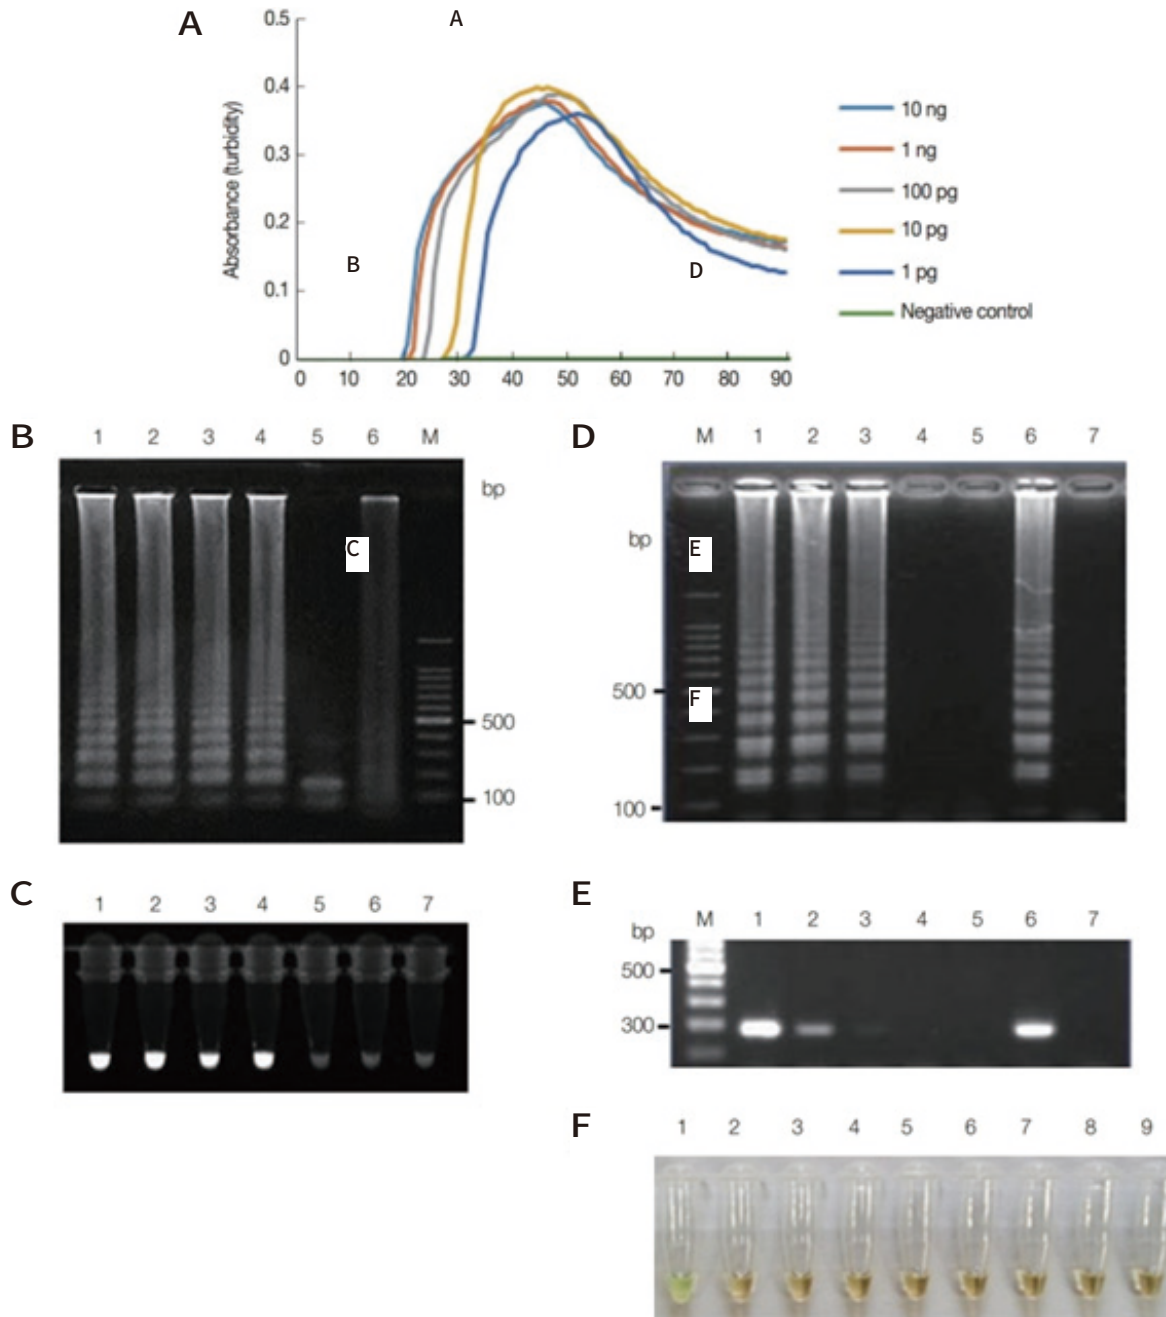 A
A
0.5
0.4
0.3
0.2
0.1
0
Absorbance (turbidity)
B
D
0 10 20 30 40 50 60 70 80 90
10 ng
1 ng
100 pg
10 pg
1 pg
Negative control
B
1 2 3 4 5 6 M
bp
C
500
100
D
M 1 2 3 4 5 6 7
bp
E
500
F
100
C
1 2 3 4 5 6 7
E
M 1 2 3 4 5 6 7
bp
500
300
F
1 2 3 4 5 6 7 8 9